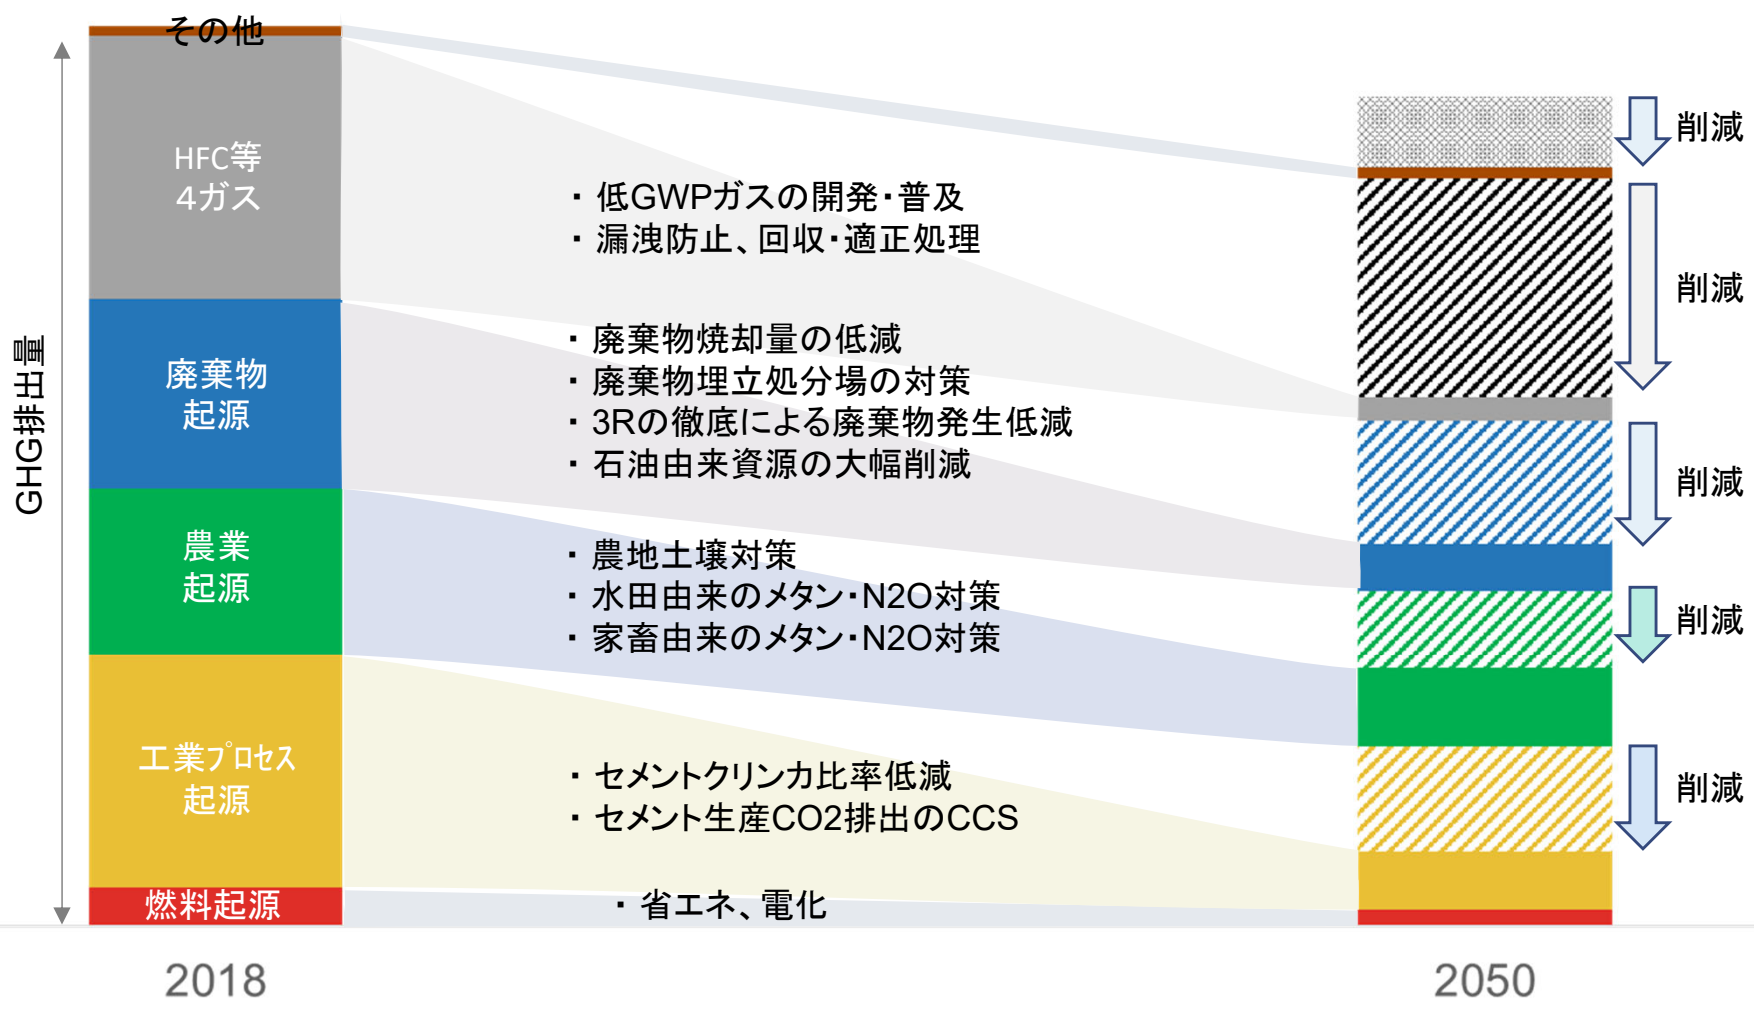 GHG排出量
その他
HFC等
4ガス
廃棄物
起源
農業
起源
工業プロセス
起源
燃料起源
・低GWPガスの開発・普及
・漏洩防止、回収・適正処理
・廃棄物焼却量の低減
・廃棄物埋立処分場の対策
・3Rの徹底による廃棄物発生低減
・石油由来資源の大幅削減
・農地土壌対策
・水田由来のメタン・N2O対策
・家畜由来のメタン・N2O対策
・セメントクリンカ比率低減
・セメント生産CO2排出のCCS
・省エネ、電化
削減
削減
削減
削減
削減
2018
2050